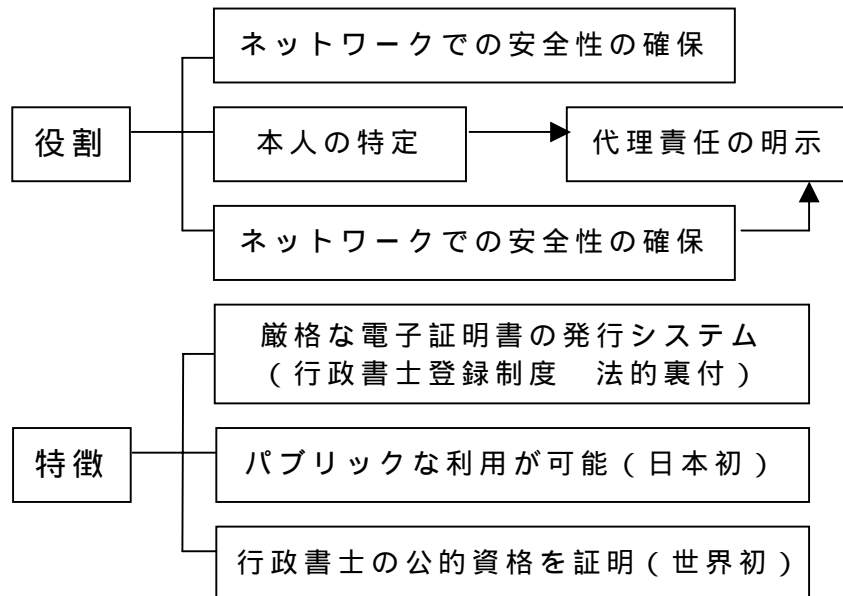 ネットワークでの安全性の確保
役割
本人の特定
代理責任の明示
ネットワークでの安全性の確保
厳格な電子証明書の発行システム
(行政書士登録制度　法的裏付)
特徴
パブリックな利用が可能(日本初)
行政書士の公的資格を証明(世界初)